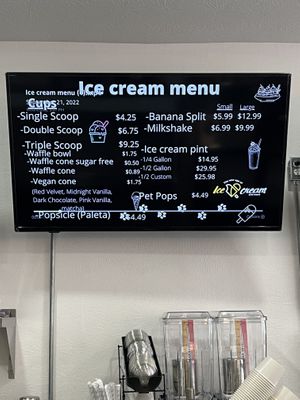 Ice cream menu
Ice cream menu
21, 2022
Cups
-Single Scoop $4.25
-Double Scoop $6.75
-Triple Scoop $9.25
-Waffle bowl $1.75
-Waffle cone sugar free $0.50
-Waffle cone $0.89
-Vegan cone $1.75
(Red Velvet, Midnight Vanilla,
Dark Chocolate, Pink Vanilla,
matcha)
-Popsicle (Paleta) $4.49
Small Large
-Banana Split $5.99 $12.99
-Milkshake $6.99 $9.99
-Ice cream pint
-1/4 Gallon $14.95
-1/2 Gallon $29.95
1/2 Custom $25.98
Pet Pops $4.49
Ice Cream